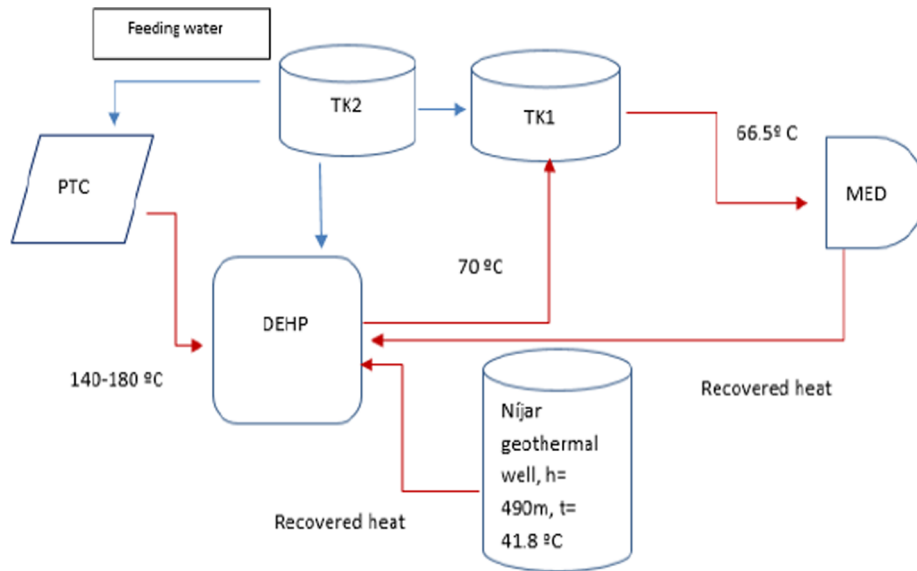 Feeding water
TK2
TK1
66.5º C
PTC
MED
70 ºC
DEHP
140-180 ºC
Recovered heat
Níjar
geothermal
well, h=
490m, t=
41.8 ºC
Recovered heat